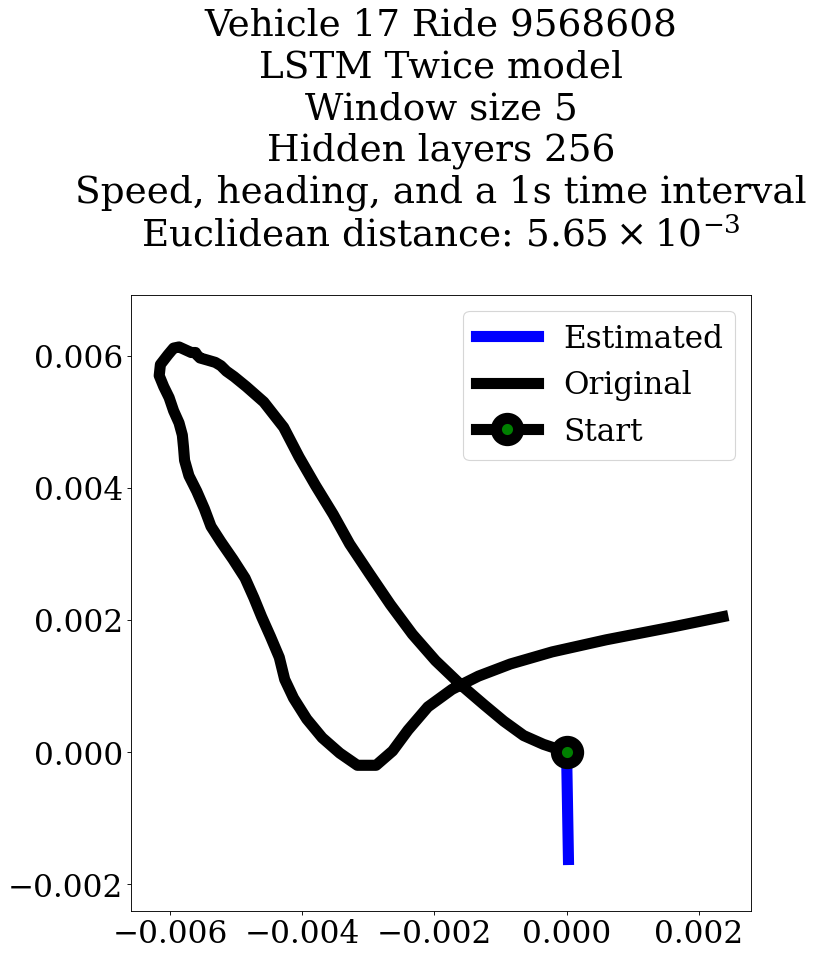 Vehicle 17 Ride 9568608
LSTM Twice model
Window size 5
Hidden layers 256
Speed, heading, and a 1s time interval
Euclidean distance: 5.65 × 10⁻³
Estimated
Original
Start
0.006
0.004
0.002
0.000
−0.002
−0.006 −0.004 −0.002 0.000 0.002